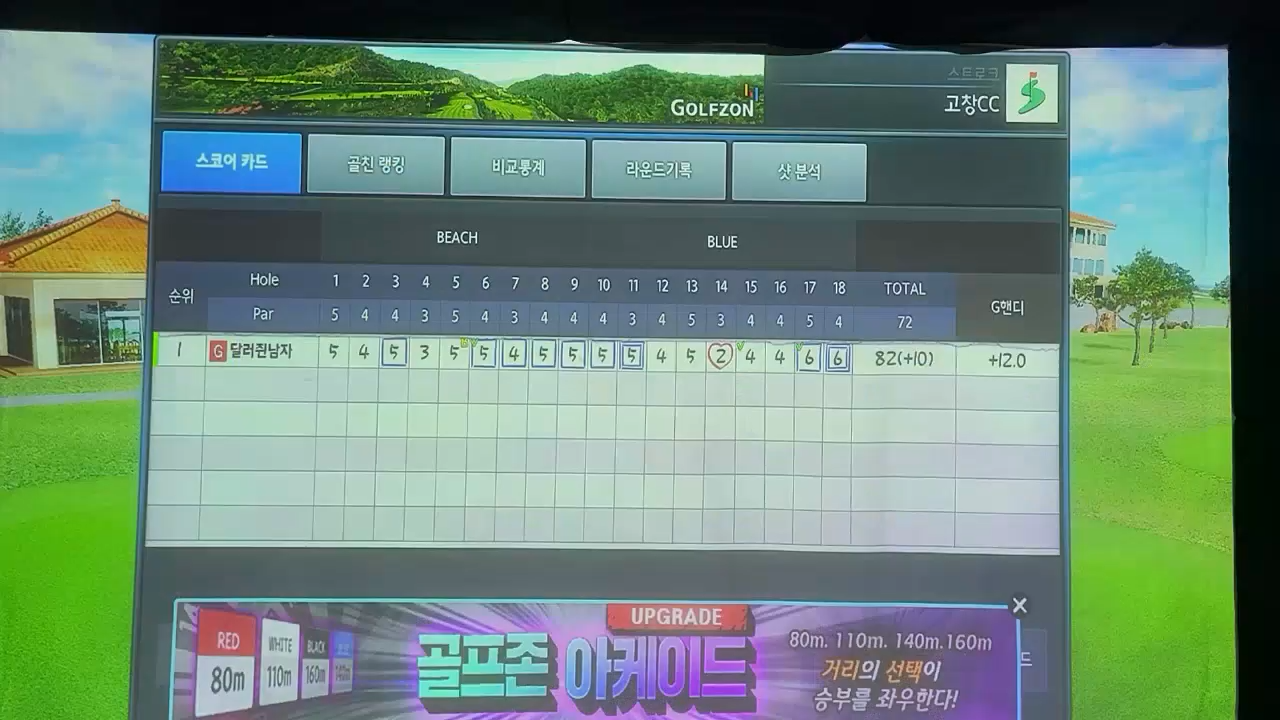 스트로크
GOLFZON
고창CC
스코어 카드 골친 랭킹 비교통계 라운드기록 샷 분석
BEACH BLUE
순위 Hole 1 2 3 4 5 6 7 8 9 10 11 12 13 14 15 16 17 18 TOTAL G핸디
Par 5 4 4 3 5 4 3 4 4 4 3 4 5 3 4 4 5 4 72
1 G 달러진남자 5 4 5 3 5 5 4 5 5 5 5 4 5 2 4 4 6 6 82(+10) +12.0
UPGRADE
RED WHITE BLACK
80m 110m 160m 140m
골프존 아케이드
80m. 110m. 140m.160m
거리의 선택이
승부를 좌우한다!